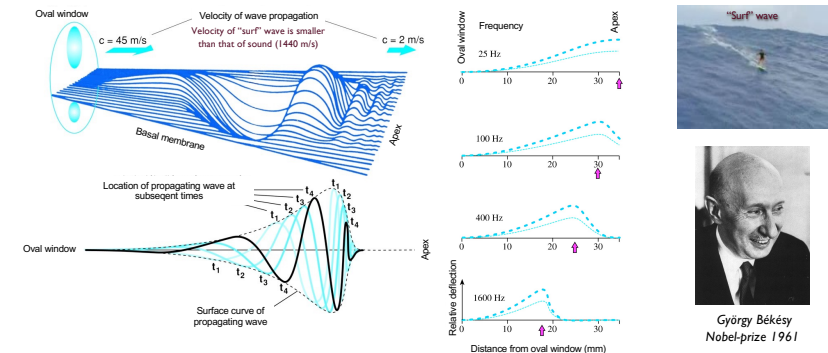 Oval window
Velocity of wave propagation
c = 45 m/s
Velocity of "surf" wave is smaller
than that of sound (1440 m/s)
c = 2 m/s
Basal membrane
Apex
Location of propagating wave at
subseqent times
t1
t2
t3
t4
t1
t2
t3
t4
Oval window
Apex
t1
t2
t3
t4
Surface curve of
propagating wave
Oval window
Frequency
Apex
25 Hz
0 10 20 30
100 Hz
0 10 20 30
400 Hz
0 10 20 30
Relative deflection
1600 Hz
0 10 20 30
Distance from oval window (mm)
"Surf" wave
György Békésy
Nobel-prize 1961